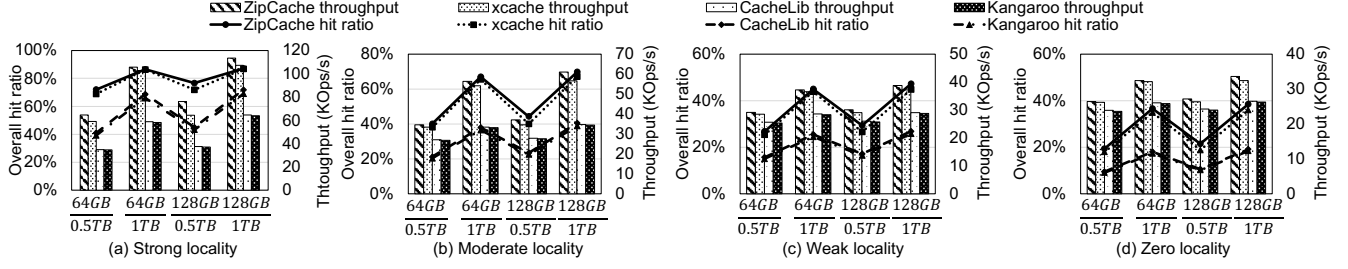 ZipCache throughput xcache throughput CacheLib throughput Kangaroo throughput
ZipCache hit ratio xcache hit ratio CacheLib hit ratio Kangaroo hit ratio
Overall hit ratio
100%
80%
60%
40%
20%
0%
120
100
80
60
40
20
0
Thtoughput (KOps/s)
64GB 64GB 128GB 128GB
0.5TB 1TB 0.5TB 1TB
(a) Strong locality
Overall hit ratio
80%
60%
40%
20%
0%
70
60
50
40
30
20
10
0
Throughput (KOps/s)
64GB 64GB 128GB 128GB
0.5TB 1TB 0.5TB 1TB
(b) Moderate locality
Overall hit ratio
60%
40%
20%
0%
50
40
30
20
10
0
Throughput (KOps/s)
64GB 64GB 128GB 128GB
0.5TB 1TB 0.5TB 1TB
(c) Weak locality
Overall hit ratio
60%
40%
20%
0%
40
30
20
10
0
Throughput (KOps/s)
64GB 64GB 128GB 128GB
0.5TB 1TB 0.5TB 1TB
(d) Zero locality